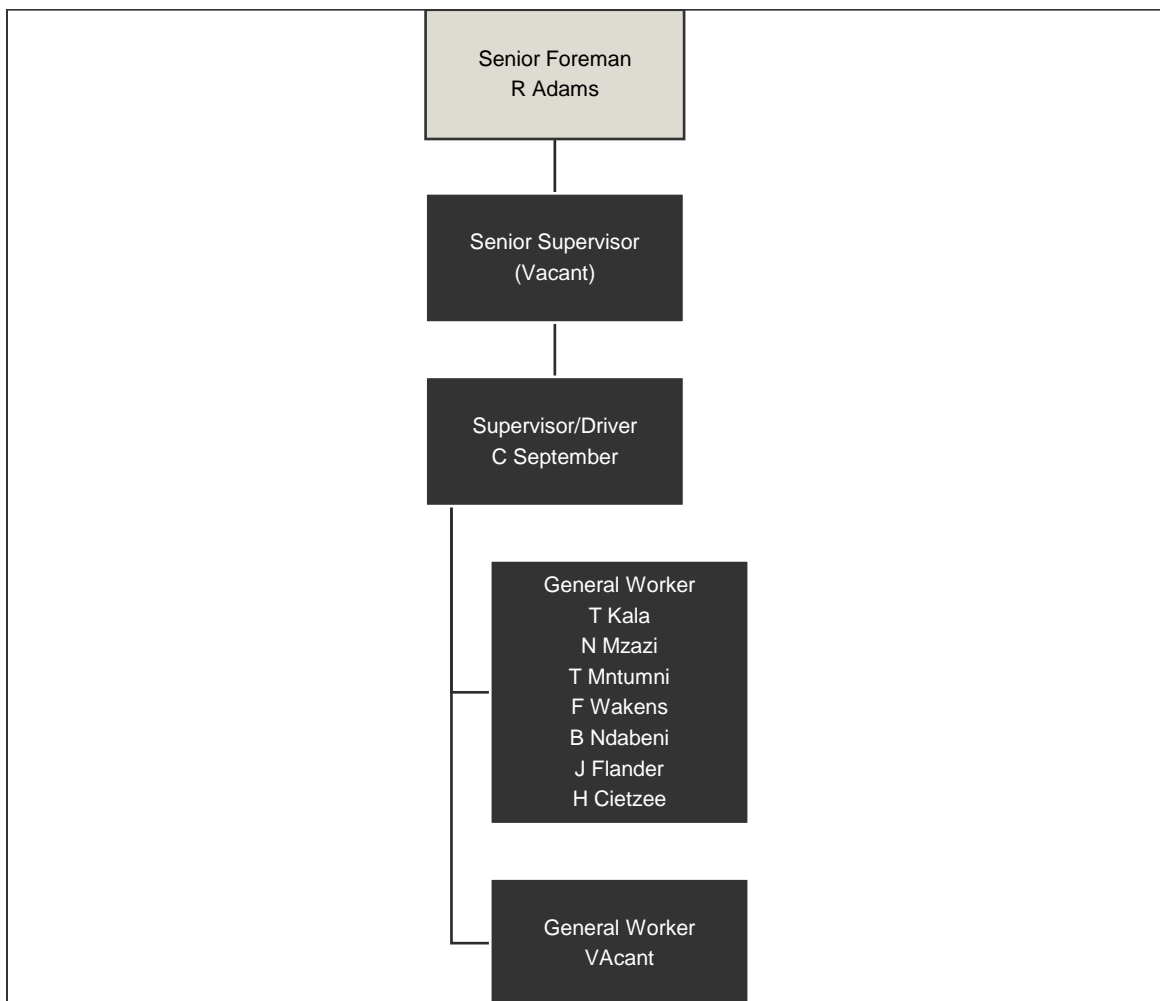 Senior Foreman
R Adams
Senior Supervisor
(Vacant)
Supervisor/Driver
C September
General Worker
T Kala
N Mzazi
T Mntumni
F Wakens
B Ndabeni
J Flander
H Cietzee
General Worker
VAcant